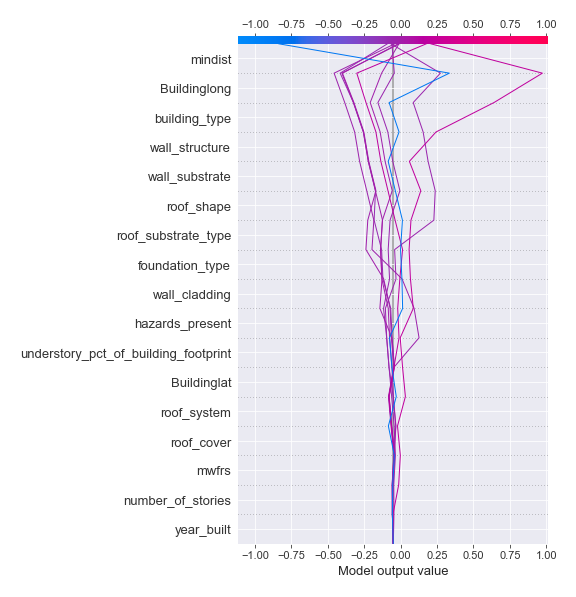 −1.00 −0.75 −0.50 −0.25 0.00 0.25 0.50 0.75 1.00
mindist
Buildinglong
building_type
wall_structure
wall_substrate
roof_shape
roof_substrate_type
foundation_type
wall_cladding
hazards_present
understory_pct_of_building_footprint
Buildinglat
roof_system
roof_cover
mwfrs
number_of_stories
year_built
−1.00 −0.75 −0.50 −0.25 0.00 0.25 0.50 0.75 1.00
Model output value